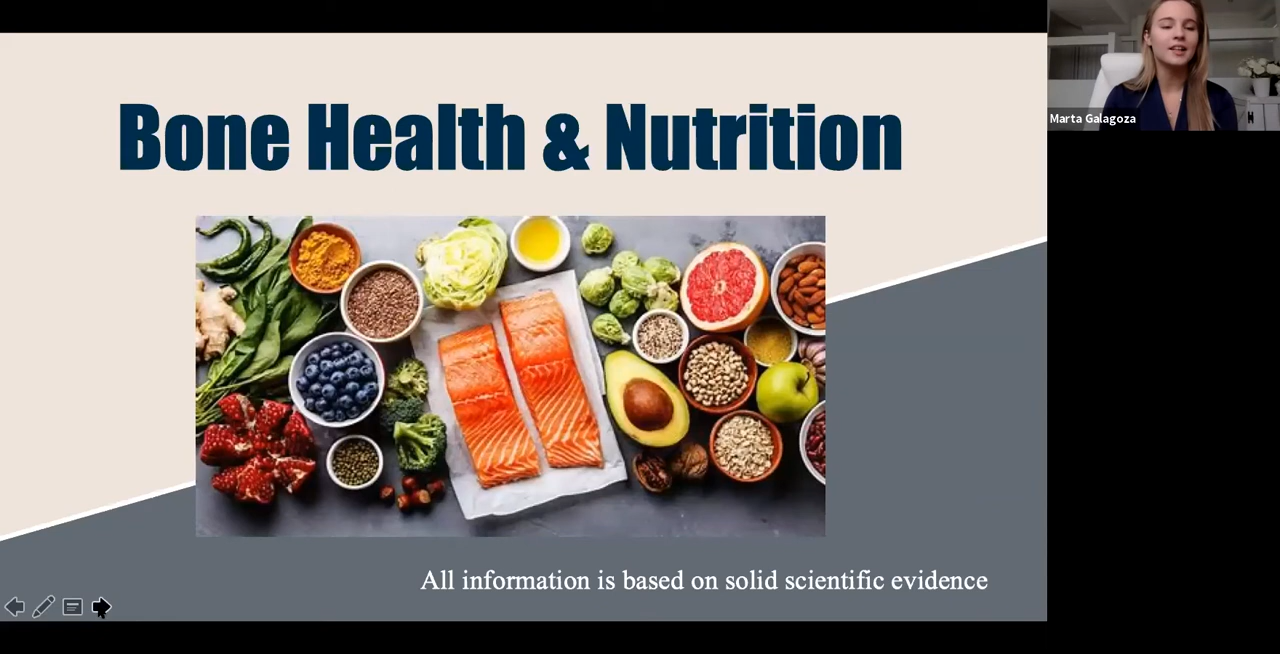 Bone Health & Nutrition
Marta Galagoza
All information is based on solid scientific evidence